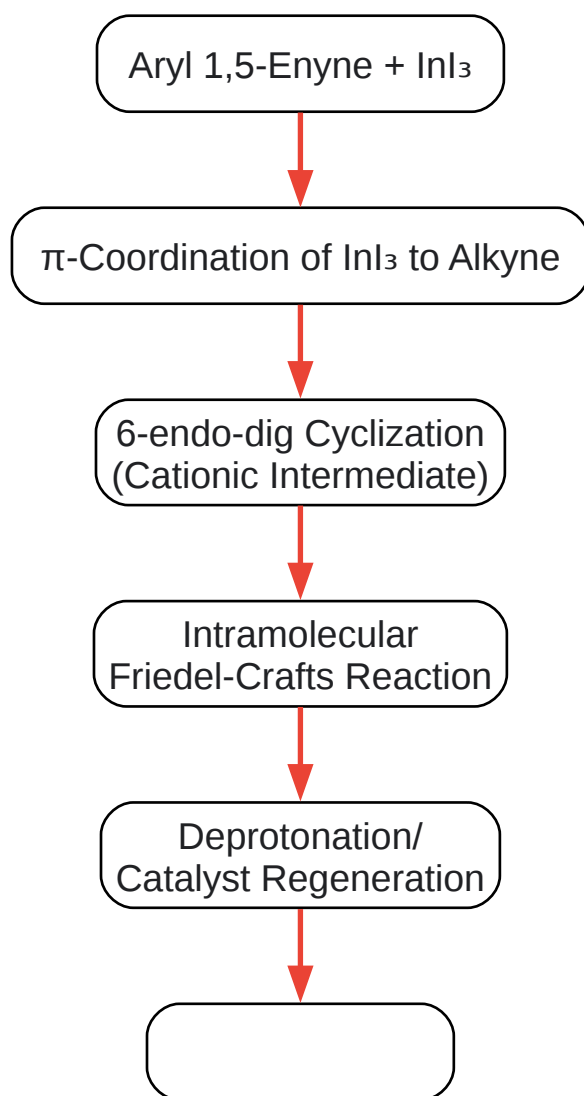 Aryl 1,5-Enyne + InI₃
π-Coordination of InI₃ to Alkyne
6-endo-dig Cyclization
(Cationic Intermediate)
Intramolecular
Friedel-Crafts Reaction
Deprotonation/
Catalyst Regeneration